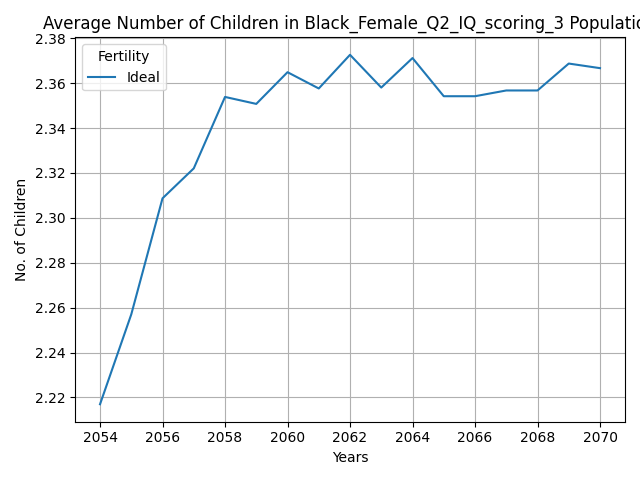 Average Number of Children in Black_Female_Q2_IQ_scoring_3 Populatio
2.38
2.36
2.34
2.32
2.30
2.28
2.26
2.24
2.22
No. of Children
Fertility
Ideal
2054 2056 2058 2060 2062 2064 2066 2068 2070
Years